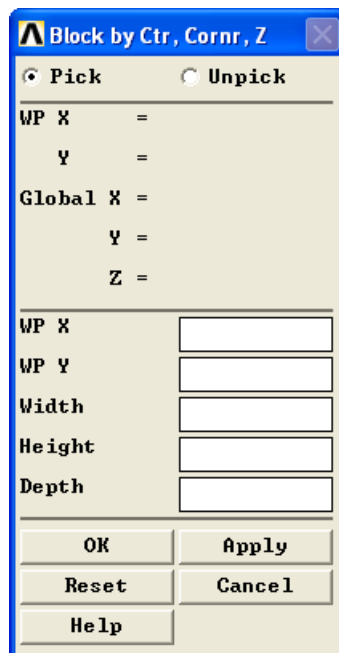 Block by Ctr, Cornr, Z
Pick Unpick
WP X =
Y =
Global X =
Y =
Z =
WP X
WP Y
Width
Height
Depth
OK Apply
Reset Cancel
Help